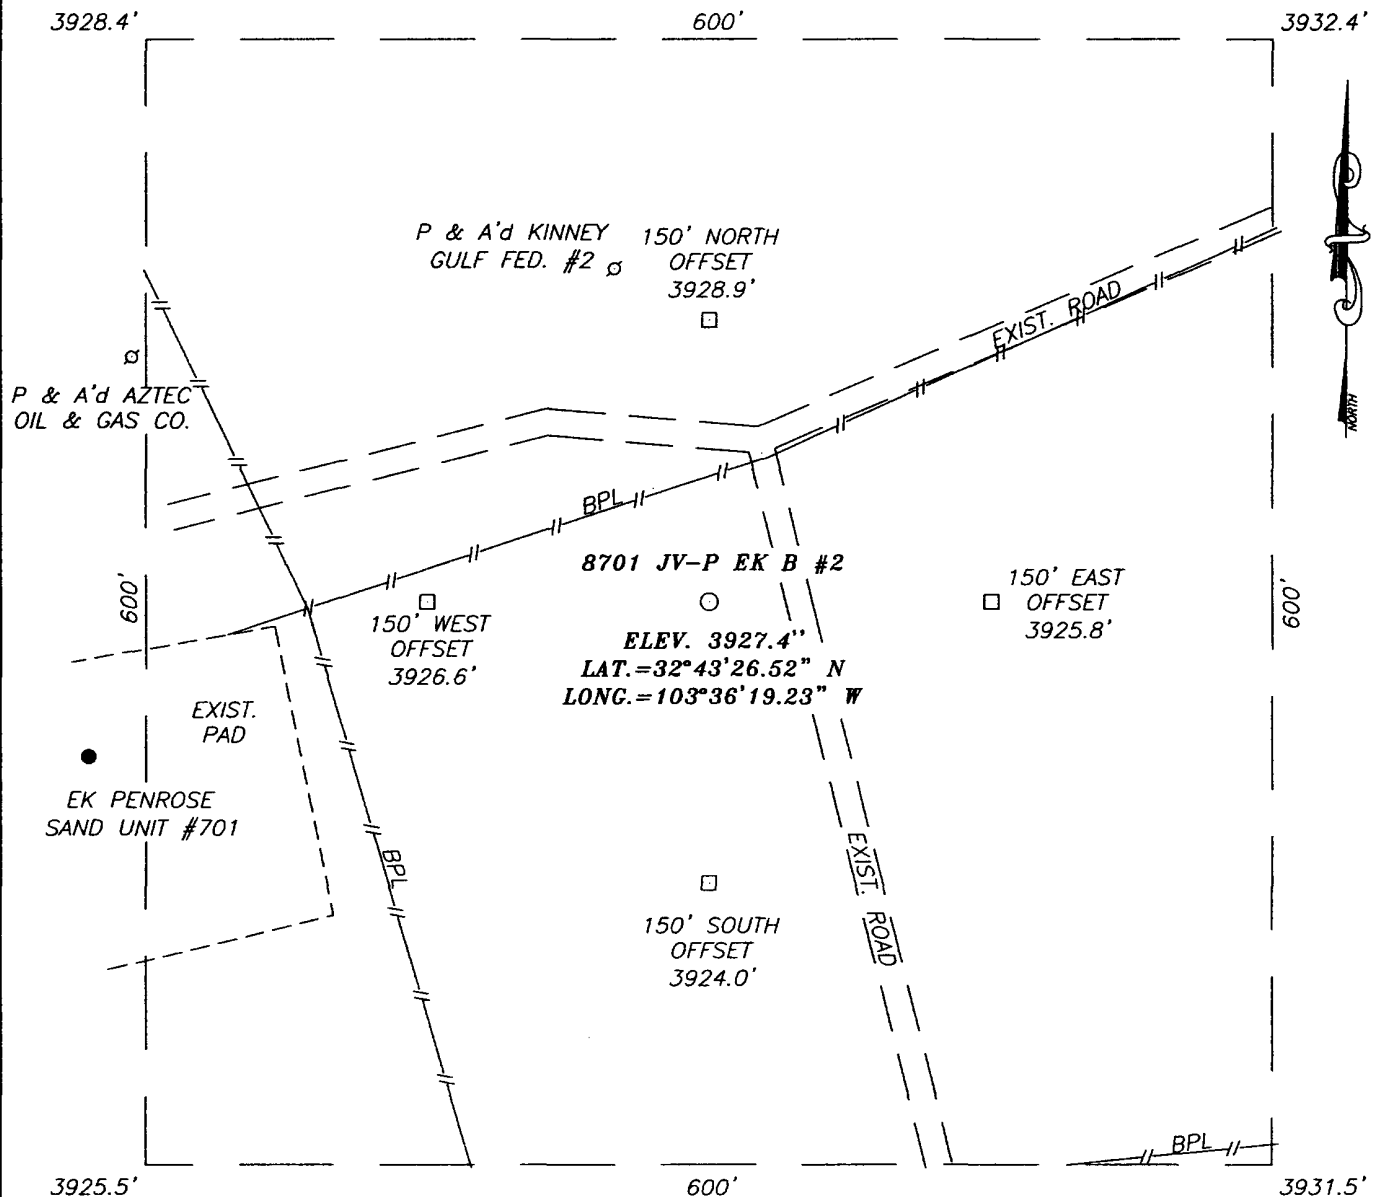 3928.4'
600'
3932.4'
P & A'd KINNEY
GULF FED. #2
150' NORTH
OFFSET
3928.9'
NORTH
EXIST. ROAD
P & A'd AZTEC
OIL & GAS CO.
BPL
8701 JV-P EK B #2
600'
150' WEST
OFFSET
3926.6'
ELEV. 3927.4''
LAT.=32°43'26.52" N
LONG.=103°36'19.23" W
150' EAST
OFFSET
3925.8'
600'
EXIST.
PAD
EK PENROSE
SAND UNIT #701
BPL
EXIST. ROAD
150' SOUTH
OFFSET
3924.0'
BPL
3925.5'
600'
3931.5'